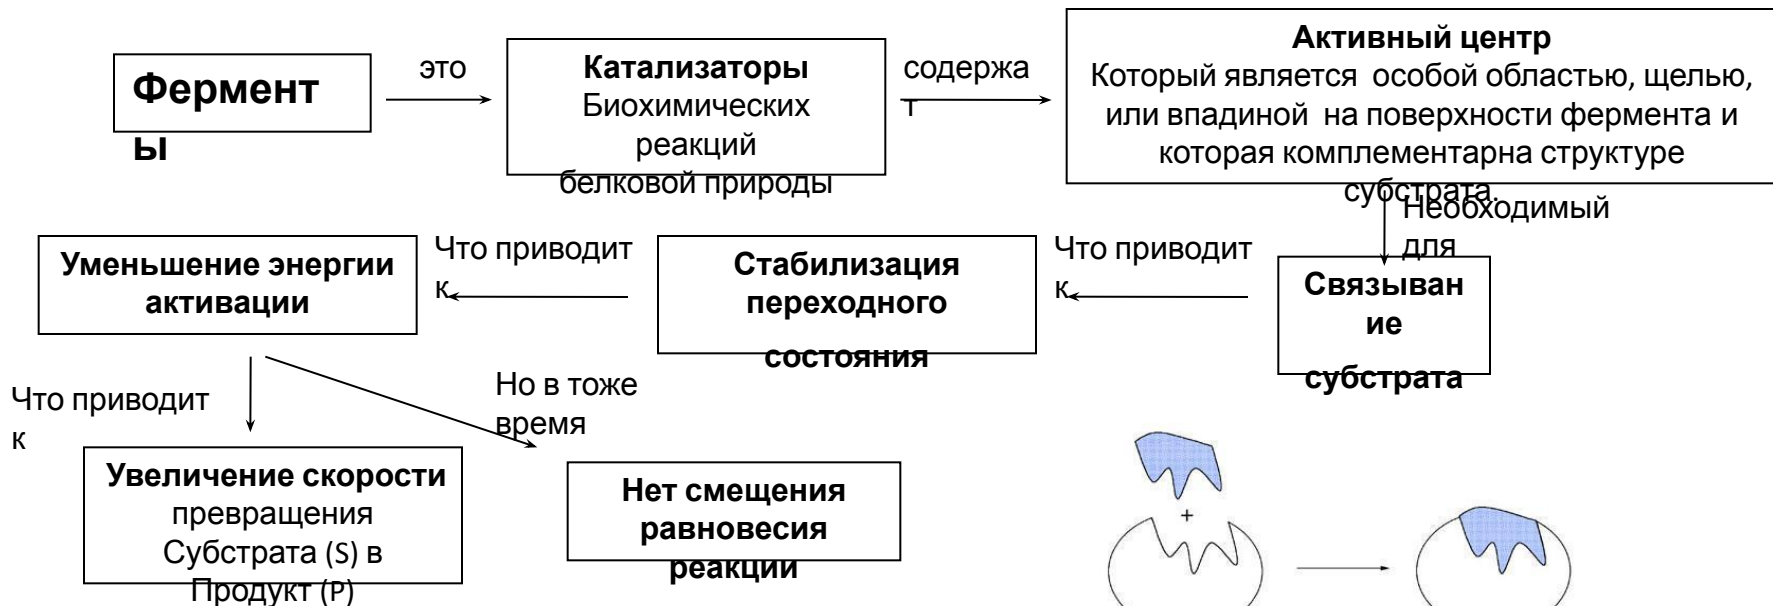 Фермент
ы
это
Катализаторы
Биохимических
реакций
белковой природы
содержа
т
Активный центр
Который является особой областью, щелью,
или впадиной на поверхности фермента и
которая комплементарна структуре
субстрата.
Необходимый
для
Связыван
ие
субстрата
Что приводит
к
Стабилизация
переходного
состояния
Что приводит
к
Уменьшение энергии
активации
Что приводит
к
Но в тоже
время
Увеличение скорости
превращения
Субстрата (S) в
Продукт (P)
Нет смещения
равновесия
реакции
+